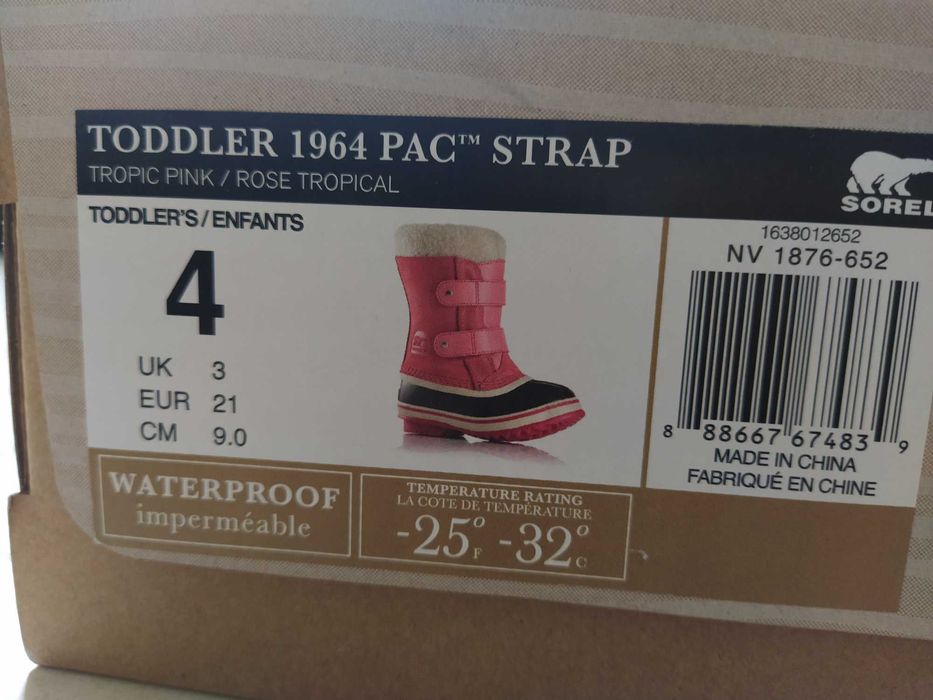 TODDLER 1964 PAC™ STRAP
TROPIC PINK / ROSE TROPICAL
SOREL
TODDLER'S/ENFANTS
4
UK 3
EUR 21
CM 9.0
1638012652
NV 1876-652
8 88667 67483 9
MADE IN CHINA
FABRIQUÉ EN CHINE
WATERPROOF
imperméable
TEMPERATURE RATING
LA COTE DE TEMPÉRATURE
-25°F -32°C